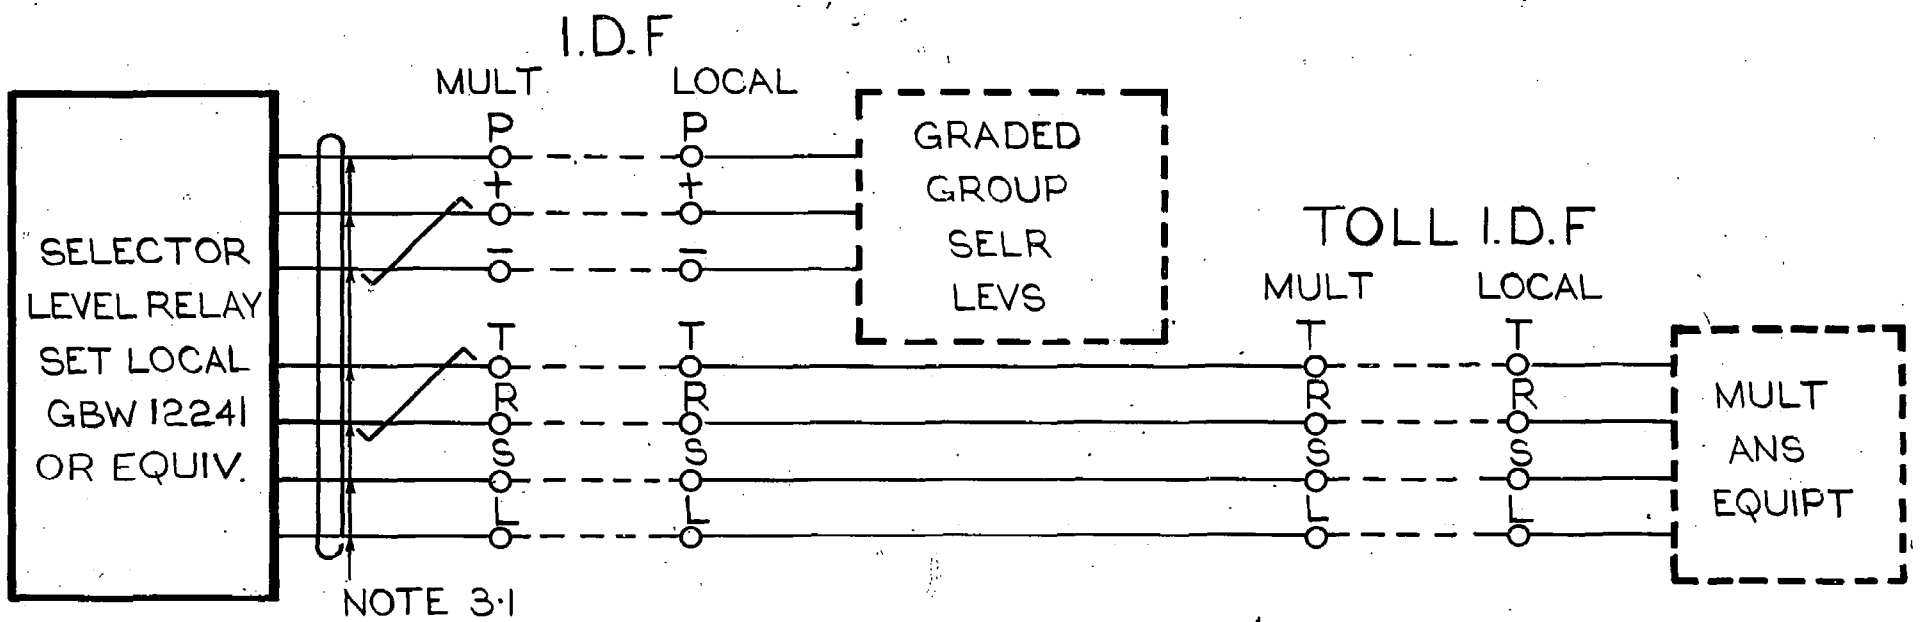 I.D.F
MULT LOCAL
P P
+ +
– –
T T
R R
S S
L L
SELECTOR
LEVEL RELAY
SET LOCAL
GBW 12241
OR EQUIV.
NOTE 3·1
GRADED
GROUP
SELR
LEVS
TOLL I.D.F
MULT LOCAL
T T
R R
S S
L L
MULT
ANS
EQUIPT